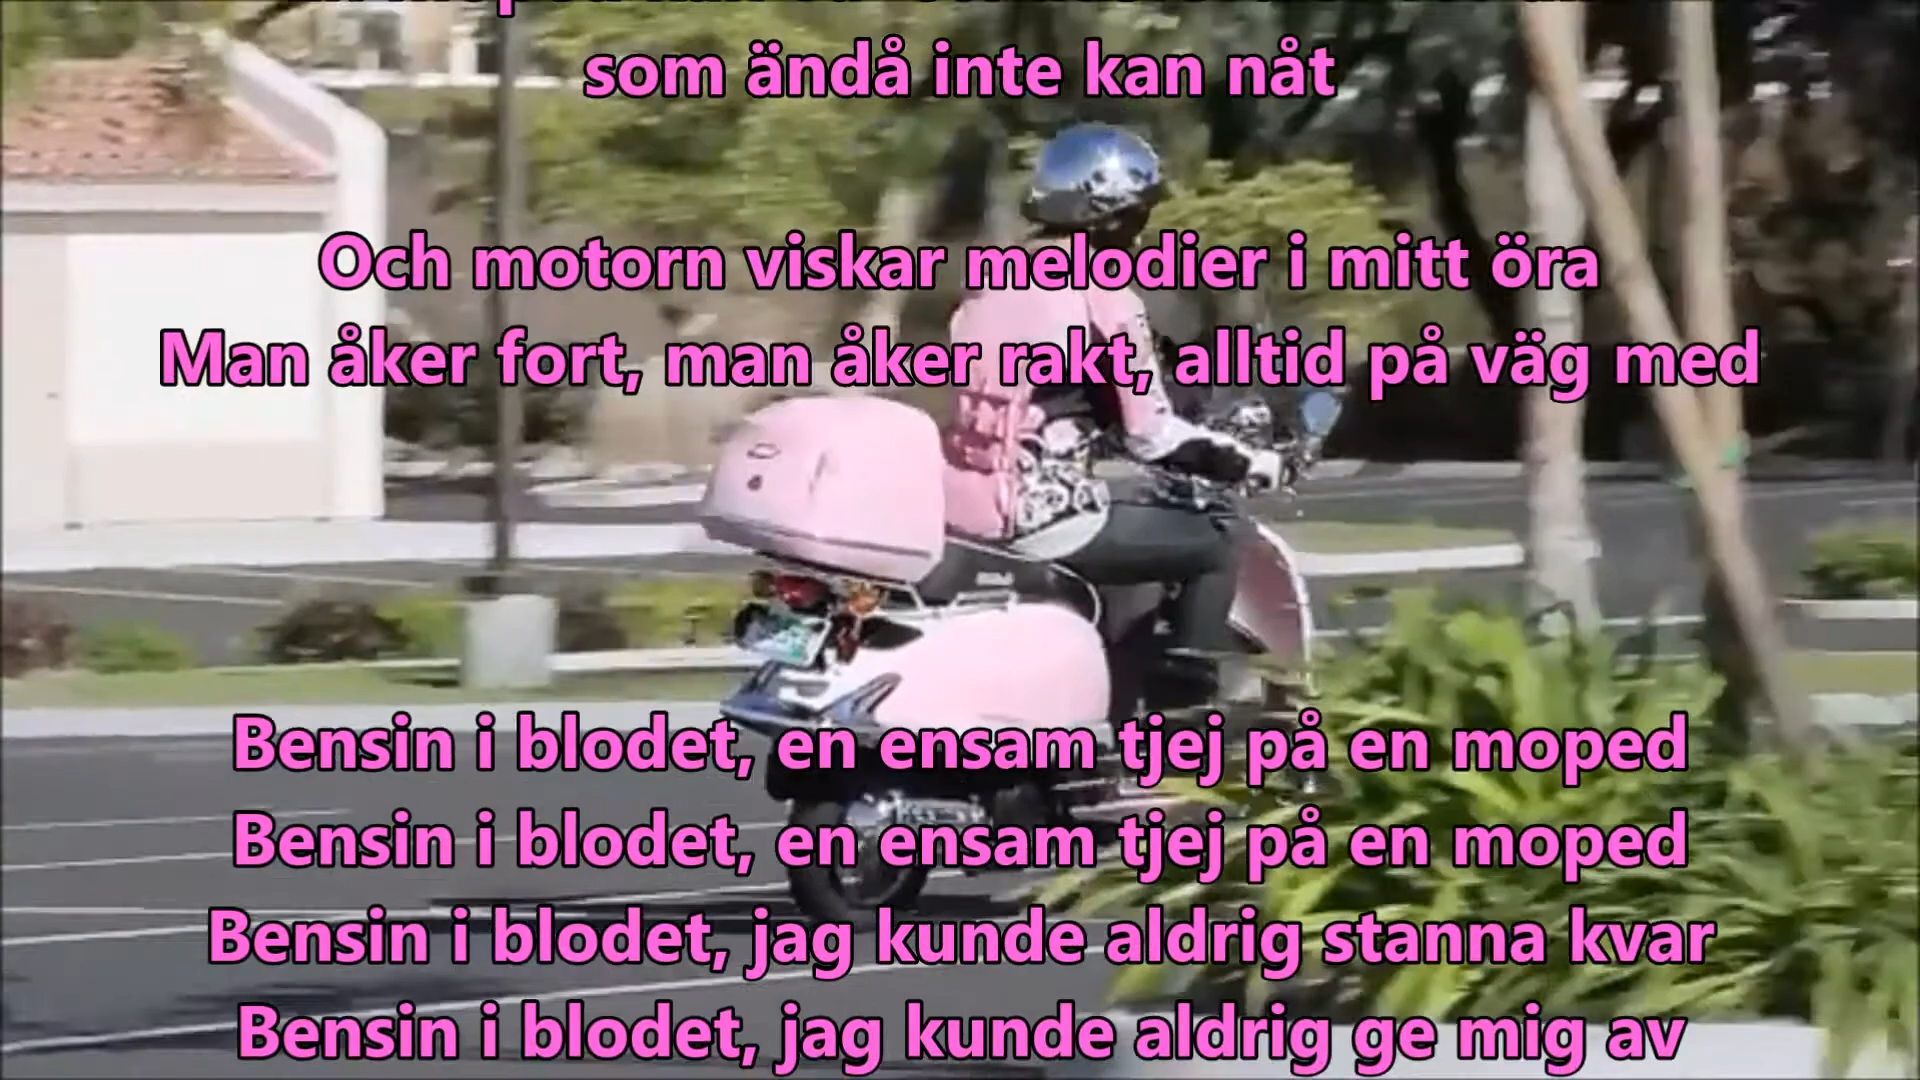 som ändå inte kan nåt
Och motorn viskar melodier i mitt öra
Man åker fort, man åker rakt, alltid på väg med
Bensin i blodet, en ensam tjej på en moped
Bensin i blodet, en ensam tjej på en moped
Bensin i blodet, jag kunde aldrig stanna kvar
Bensin i blodet, jag kunde aldrig ge mig av